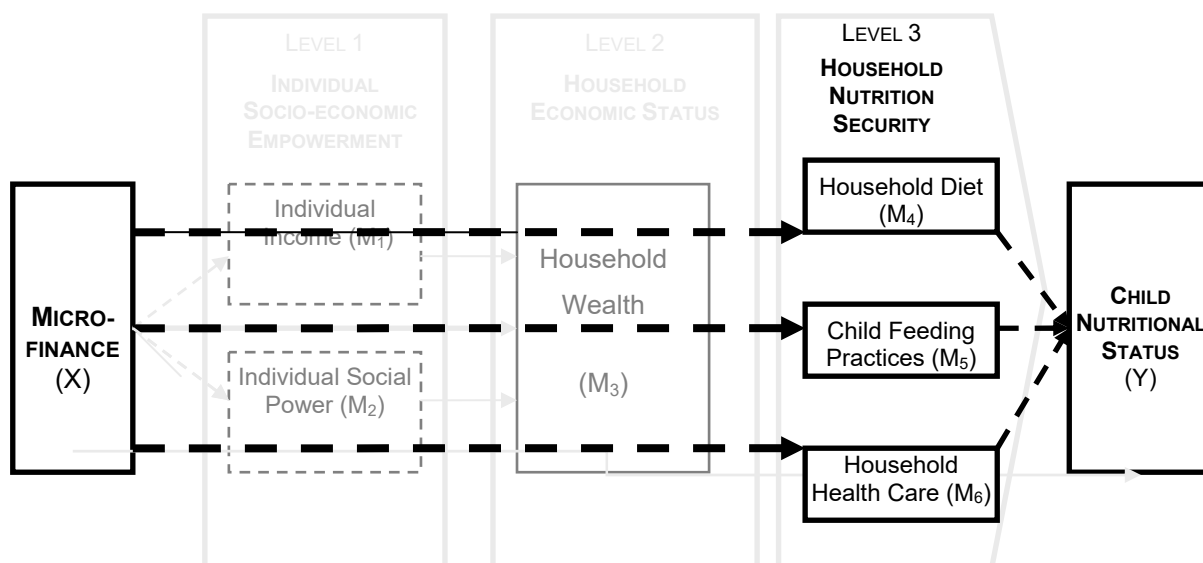 LEVEL 1
INDIVIDUAL
SOCIO-ECONOMIC
EMPOWERMENT
LEVEL 2
HOUSEHOLD
ECONOMIC STATUS
LEVEL 3
HOUSEHOLD
NUTRITION
SECURITY
MICRO-
FINANCE
(X)
Individual
Income (M₁)
Individual Social
Power (M₂)
Household
Wealth
(M₃)
Household Diet
(M₄)
Child Feeding
Practices (M₅)
Household
Health Care (M₆)
CHILD
NUTRITIONAL
STATUS
(Y)